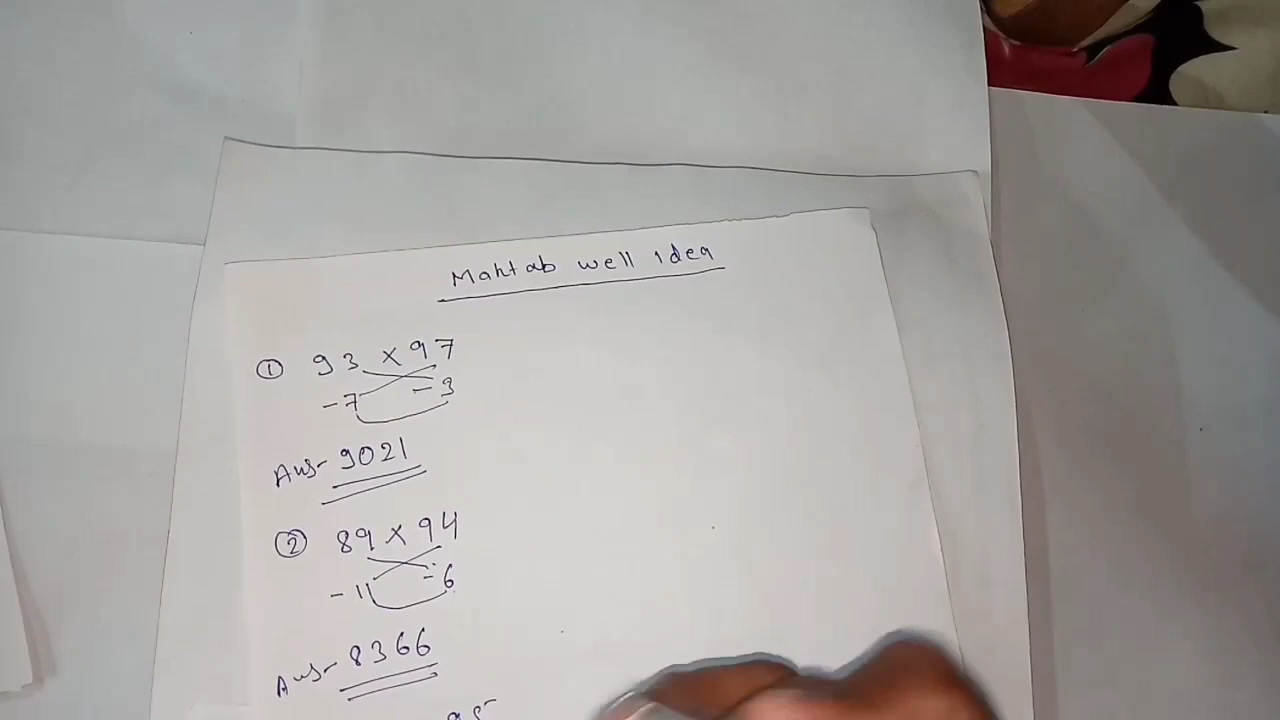 Mahtab well idea
① 93 × 97
-7 -3
Ans- 9021
② 89 × 94
-11 -6
Ans- 8366